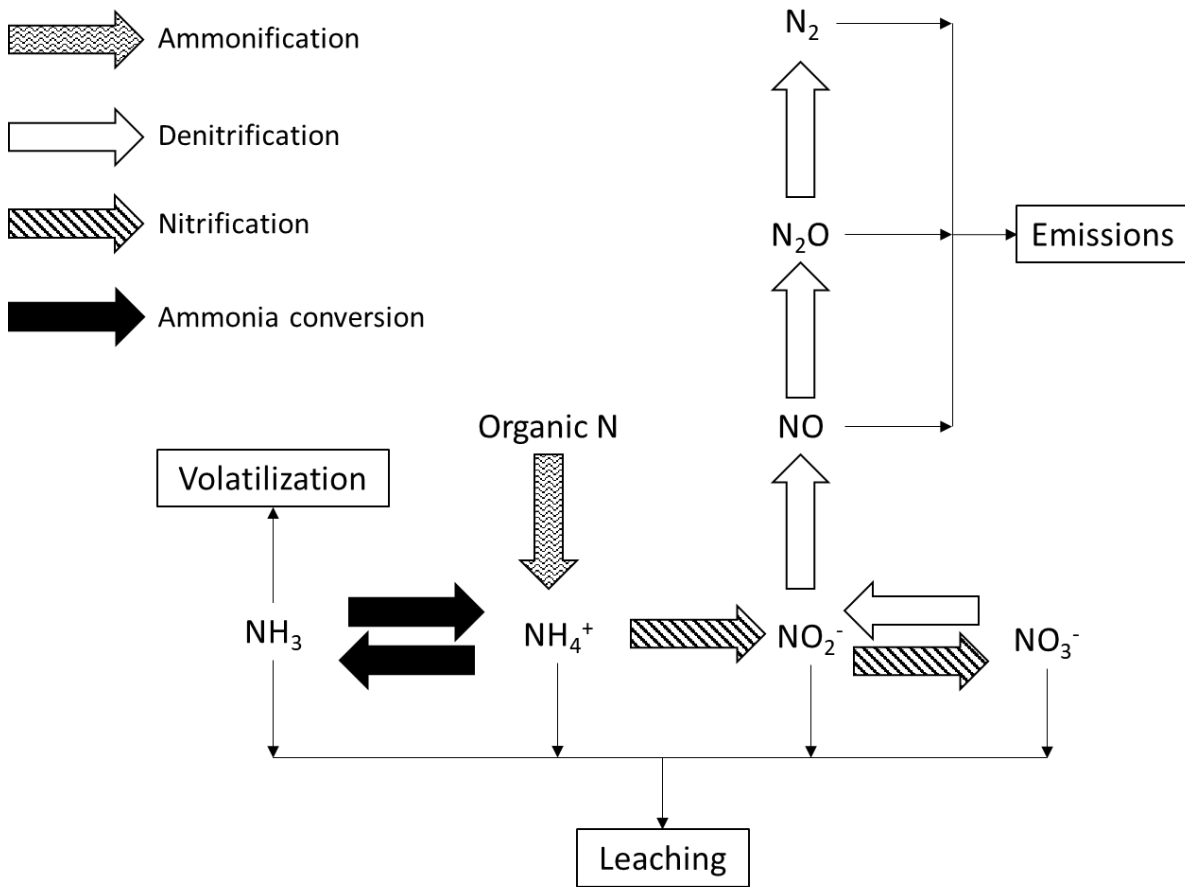 Ammonification
Denitrification
Nitrification
Ammonia conversion
N₂
N₂O
Emissions
NO
Organic N
Volatilization
NH₃
NH₄⁺
NO₂⁻
NO₃⁻
Leaching